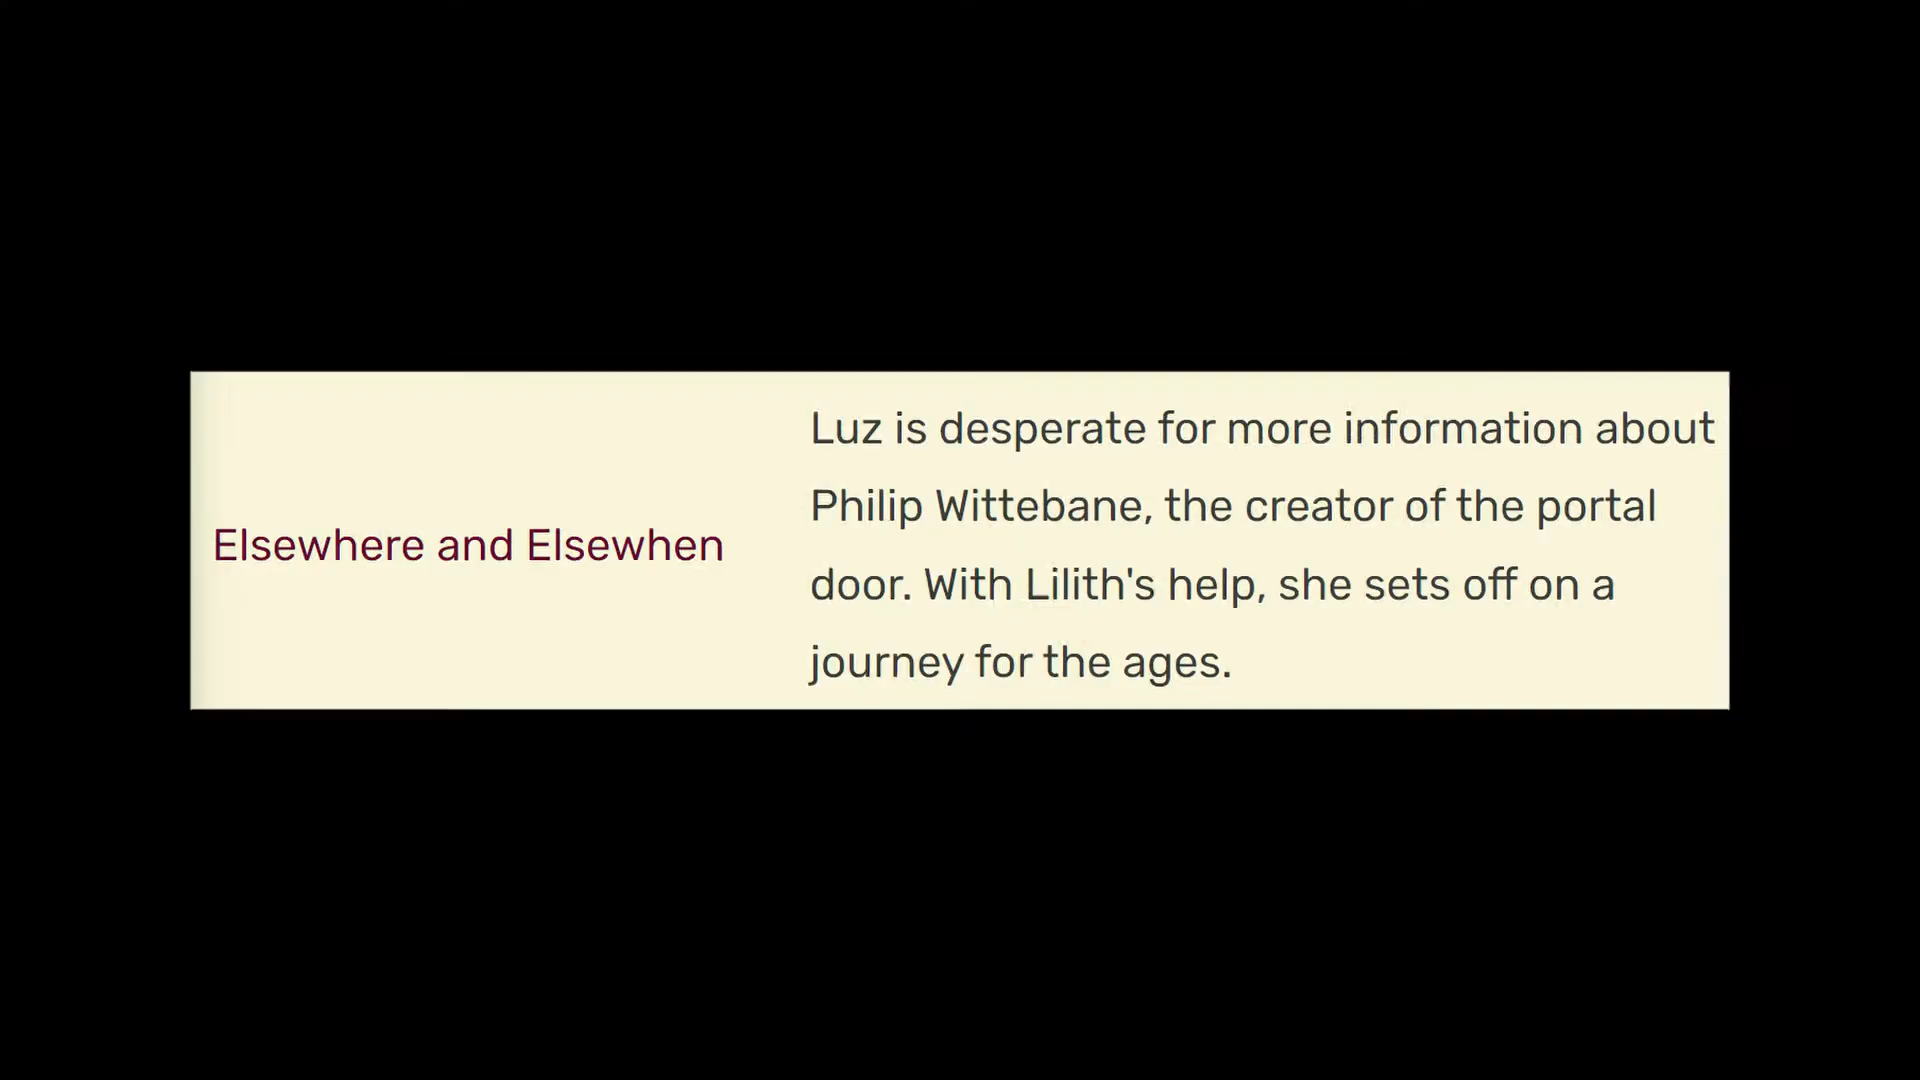 Elsewhere and Elsewhen
Luz is desperate for more information about
Philip Wittebane, the creator of the portal
door. With Lilith's help, she sets off on a
journey for the ages.